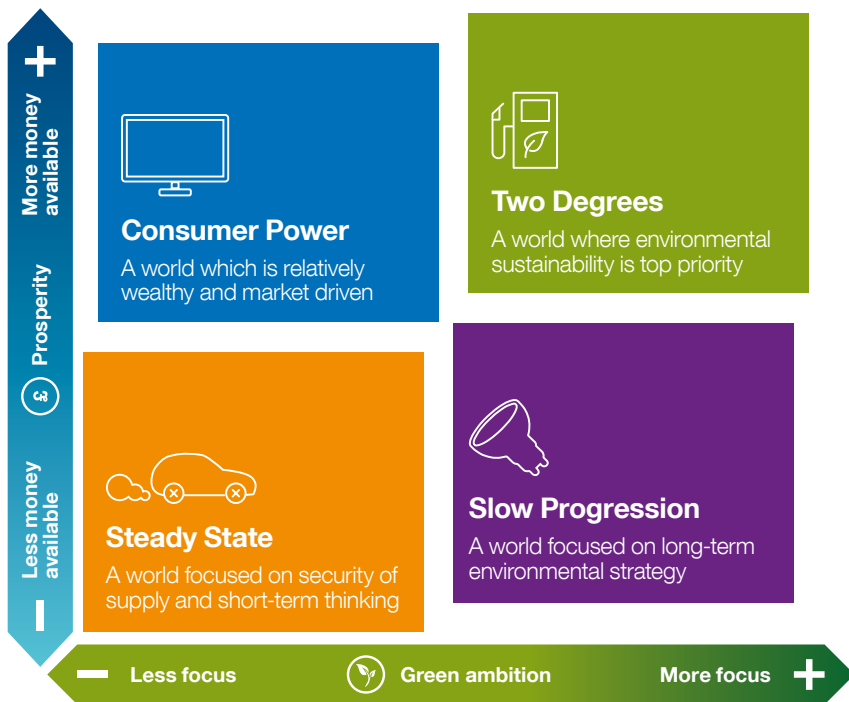 More money
available
Prosperity
£
Less money
available
Consumer Power
A world which is relatively
wealthy and market driven
Two Degrees
A world where environmental
sustainability is top priority
Steady State
A world focused on security of
supply and short-term thinking
Slow Progression
A world focused on long-term
environmental strategy
Less focus
Green ambition
More focus